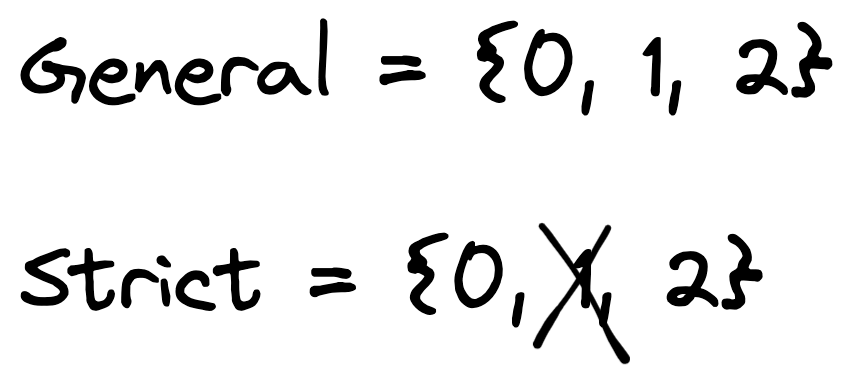 General = {0, 1, 2}
Strict = {0, 1, 2}